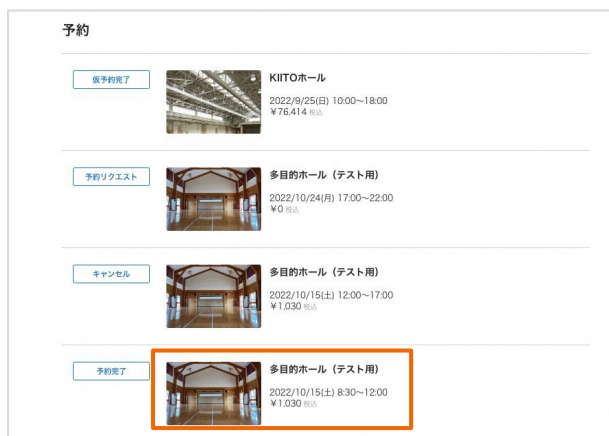 予約
仮予約完了
KIITOホール
2022/9/25(日) 10:00～18:00
¥76,414 税込
予約リクエスト
多目的ホール（テスト用）
2022/10/24(月) 17:00～22:00
¥0 税込
キャンセル
多目的ホール（テスト用）
2022/10/15(土) 12:00～17:00
¥1,030 税込
予約完了
多目的ホール（テスト用）
2022/10/15(土) 8:30～12:00
¥1,030 税込